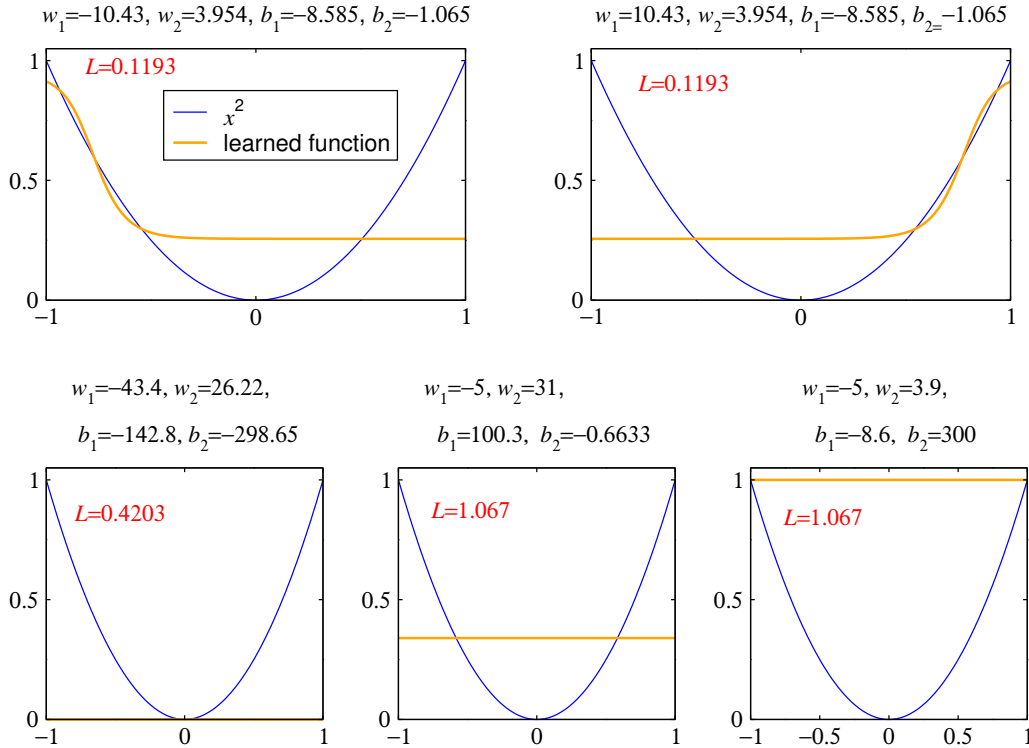 w₁=−10.43, w₂=3.954, b₁=−8.585, b₂=−1.065
w₁=10.43, w₂=3.954, b₁=−8.585, b₂₌−1.065
L=0.1193
x²
learned function
1
0.5
0
−1
0
1
L=0.1193
1
0.5
0
−1
0
1
w₁=−43.4, w₂=26.22,
b₁=−142.8, b₂=−298.65
w₁=−5, w₂=31,
b₁=100.3, b₂=−0.6633
w₁=−5, w₂=3.9,
b₁=−8.6, b₂=300
L=0.4203
1
0.5
0
−1
0
1
L=1.067
1
0.5
0
−1
0
1
L=1.067
1
0.5
0
−1
−0.5
0
0.5
1